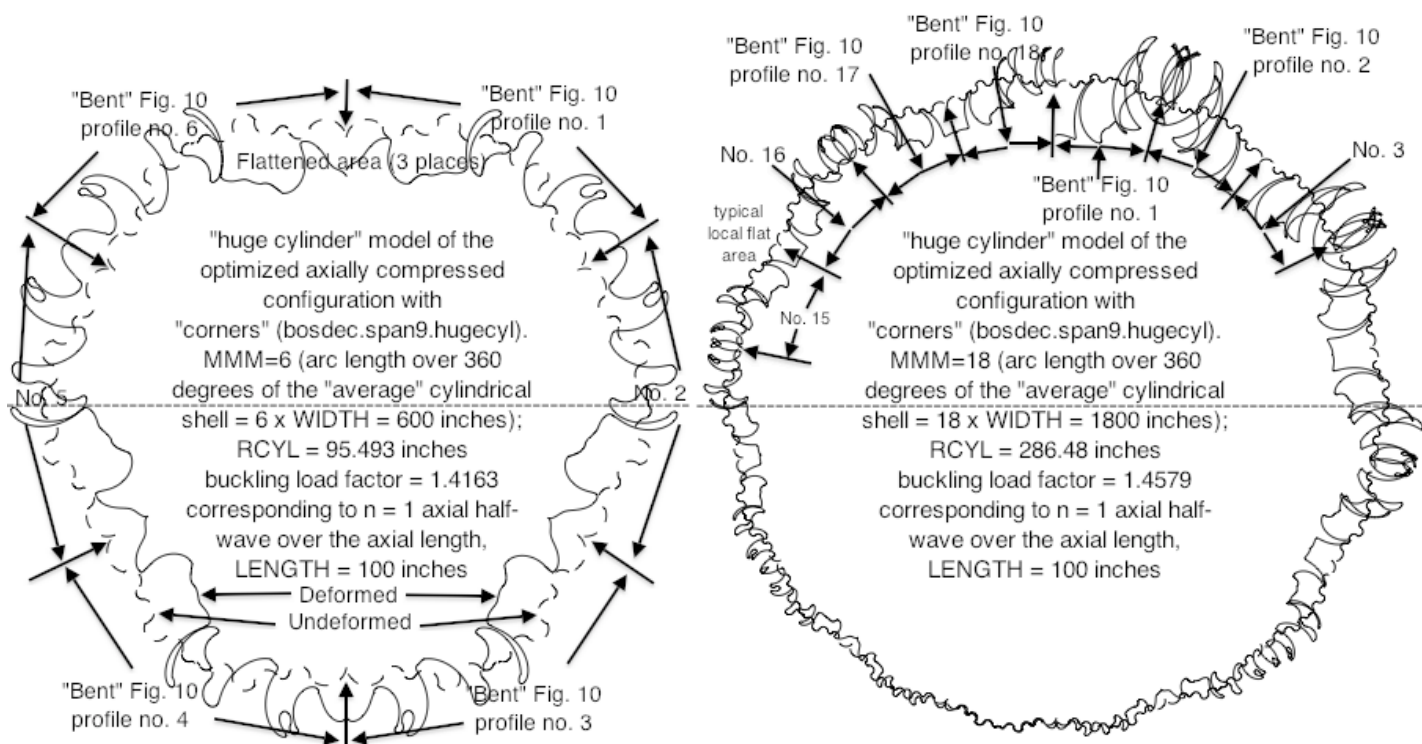 "Bent" Fig. 10
profile no. 6
"Bent" Fig. 10
profile no. 1
Flattened area (3 places)
"huge cylinder" model of the
optimized axially compressed
configuration with
"corners" (bosdec.span9.hugecyl).
MMM=6 (arc length over 360
degrees of the "average" cylindrical
shell = 6 x WIDTH = 600 inches);
RCYL = 95.493 inches
buckling load factor = 1.4163
corresponding to n = 1 axial half-
wave over the axial length,
LENGTH = 100 inches
No. 5
No. 2
Deformed
Undeformed
"Bent" Fig. 10
profile no. 4
"Bent" Fig. 10
profile no. 3
"Bent" Fig. 10
profile no. 17
"Bent" Fig. 10
profile no. 18
"Bent" Fig. 10
profile no. 2
No. 16
No. 3
"Bent" Fig. 10
profile no. 1
typical
local flat
area
No. 15
"huge cylinder" model of the
optimized axially compressed
configuration with
"corners" (bosdec.span9.hugecyl).
MMM=18 (arc length over 360
degrees of the "average" cylindrical
shell = 18 x WIDTH = 1800 inches);
RCYL = 286.48 inches
buckling load factor = 1.4579
corresponding to n = 1 axial half-
wave over the axial length,
LENGTH = 100 inches